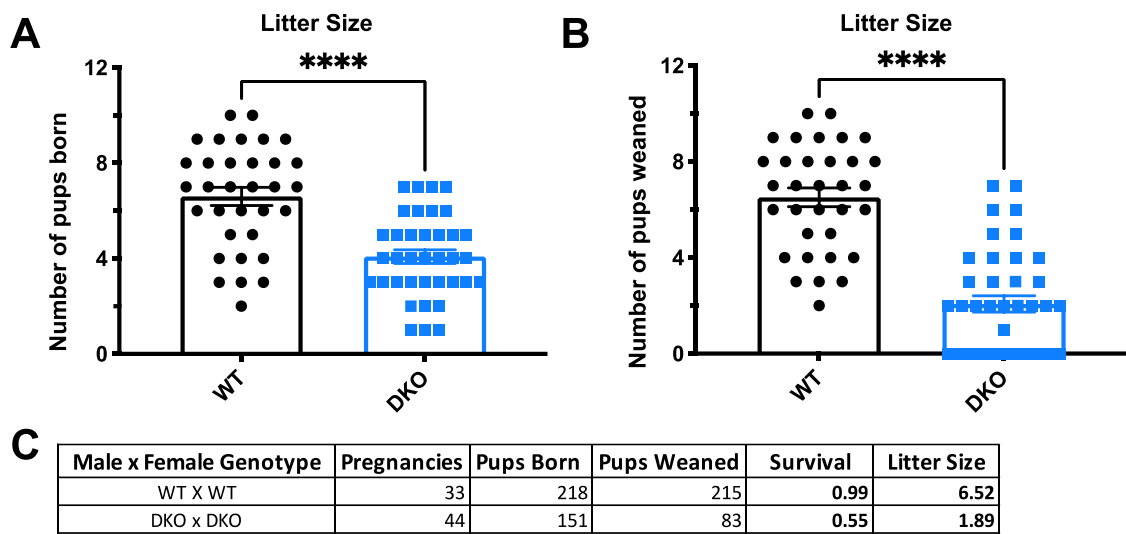 A
Litter Size
****
Number of pups born
12
8
4
0
WT
DKO
B
Litter Size
****
Number of pups weaned
12
8
4
0
WT
DKO
C
Male x Female Genotype Pregnancies Pups Born Pups Weaned Survival Litter Size
WT X WT 33 218 215 0.99 6.52
DKO x DKO 44 151 83 0.55 1.89